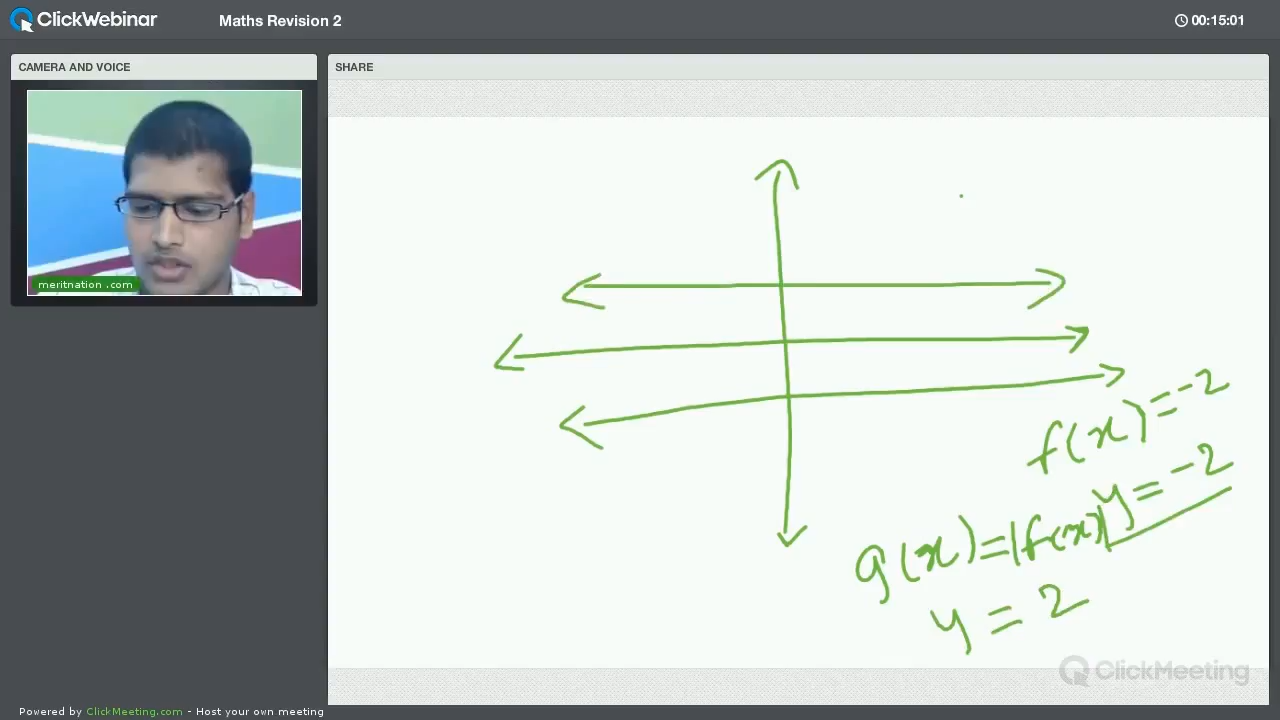 ClickWebinar
Maths Revision 2
00:15:01
CAMERA AND VOICE
SHARE
meritnation .com
f(x) = -2
y = -2
g(x) = |f(x)|
y = 2
ClickMeeting
Powered by ClickMeeting.com - Host your own meeting